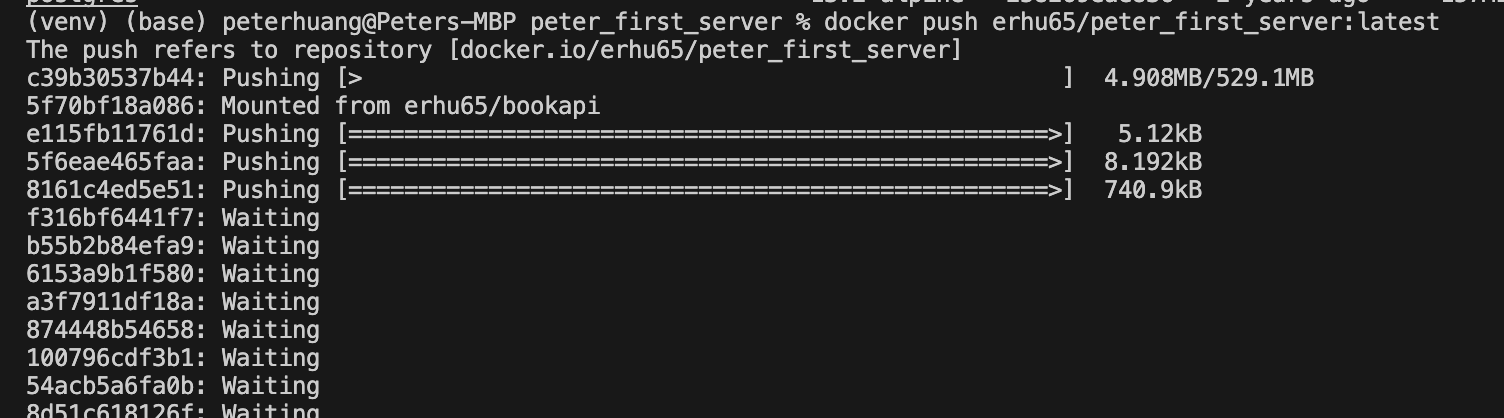 (venv) (base) peterhuang@Peters-MBP peter_first_server % docker push erhu65/peter_first_server:latest
The push refers to repository [docker.io/erhu65/peter_first_server]
c39b30537b44: Pushing [>                                                  ]  4.908MB/529.1MB
5f70bf18a086: Mounted from erhu65/bookapi
e115fb11761d: Pushing [==================================================>]   5.12kB
5f6eae465faa: Pushing [==================================================>]  8.192kB
8161c4ed5e51: Pushing [==================================================>]  740.9kB
f316bf6441f7: Waiting
b55b2b84efa9: Waiting
6153a9b1f580: Waiting
a3f7911df18a: Waiting
874448b54658: Waiting
100796cdf3b1: Waiting
54acb5a6fa0b: Waiting
8d51c618126f: Waiting